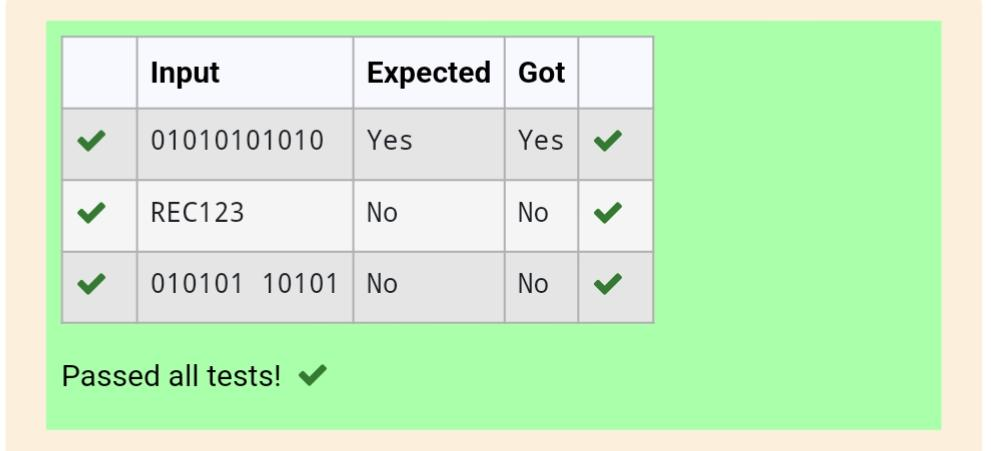 Input Expected Got
01010101010 Yes Yes
REC123 No No
010101 10101 No No
Passed all tests!